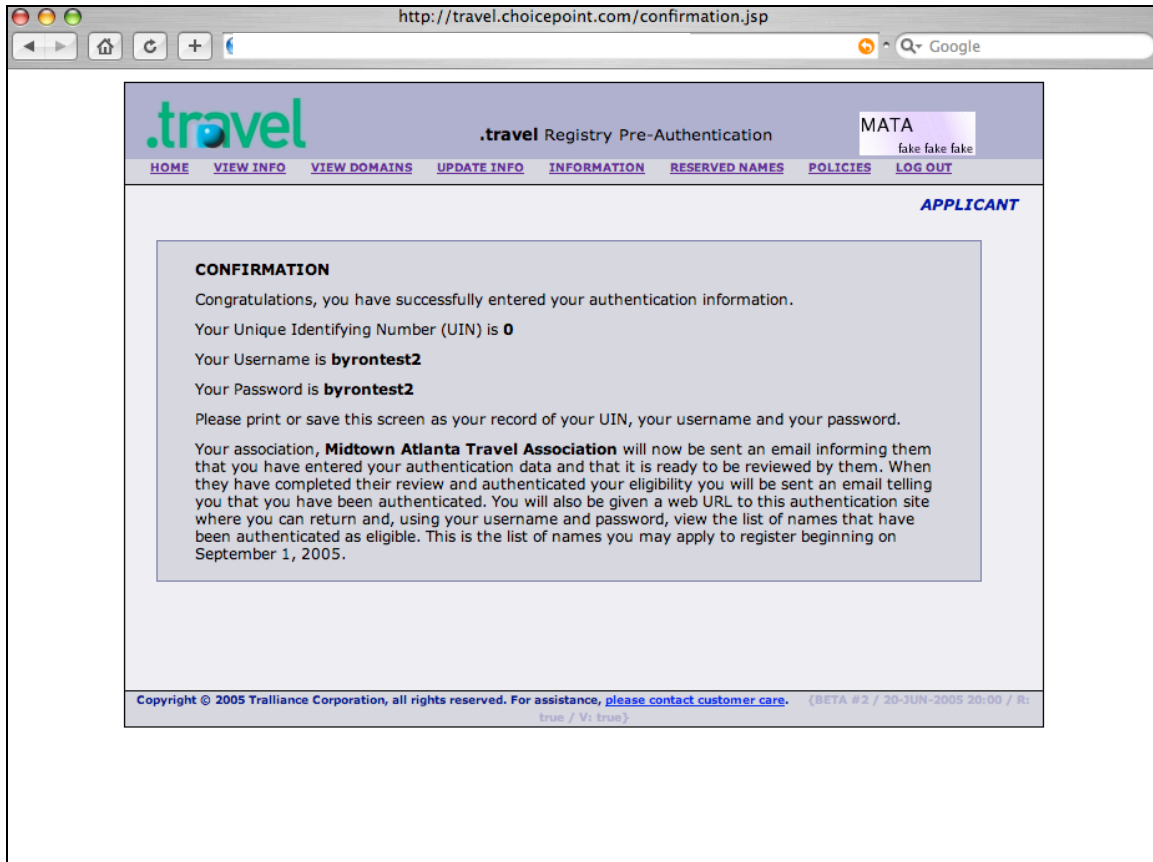 http://travel.choicepoint.com/confirmation.jsp
Google
.travel
.travel Registry Pre-Authentication
MATA
fake fake fake
HOME VIEW INFO VIEW DOMAINS UPDATE INFO INFORMATION RESERVED NAMES POLICIES LOG OUT
APPLICANT
CONFIRMATION
Congratulations, you have successfully entered your authentication information.
Your Unique Identifying Number (UIN) is 0
Your Username is byrontest2
Your Password is byrontest2
Please print or save this screen as your record of your UIN, your username and your password.
Your association, Midtown Atlanta Travel Association will now be sent an email informing them
that you have entered your authentication data and that it is ready to be reviewed by them. When
they have completed their review and authenticated your eligibility you will be sent an email telling
you that you have been authenticated. You will also be given a web URL to this authentication site
where you can return and, using your username and password, view the list of names that have
been authenticated as eligible. This is the list of names you may apply to register beginning on
September 1, 2005.
Copyright © 2005 Tralliance Corporation, all rights reserved. For assistance, please contact customer care. {BETA #2 / 20-JUN-2005 20:00 / R:
true / V: true}